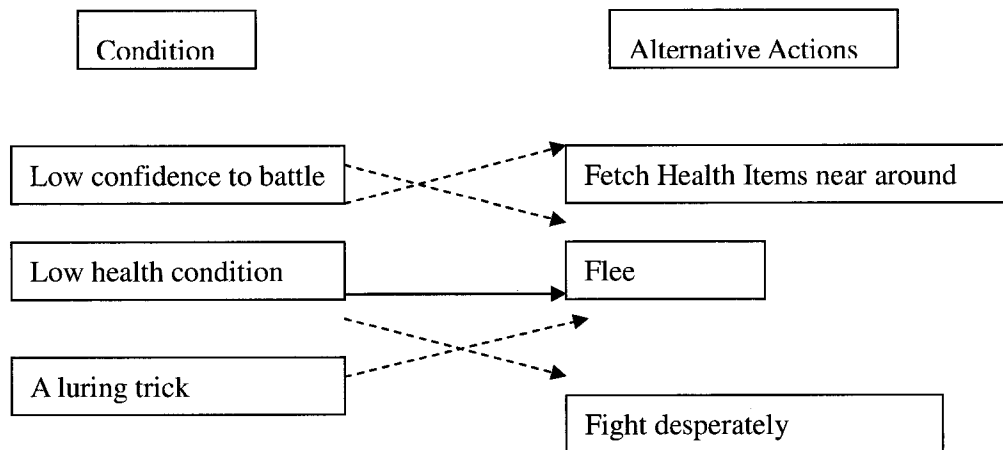 Condition
Alternative Actions
Low confidence to battle
Fetch Health Items near around
Low health condition
Flee
A luring trick
Fight desperately